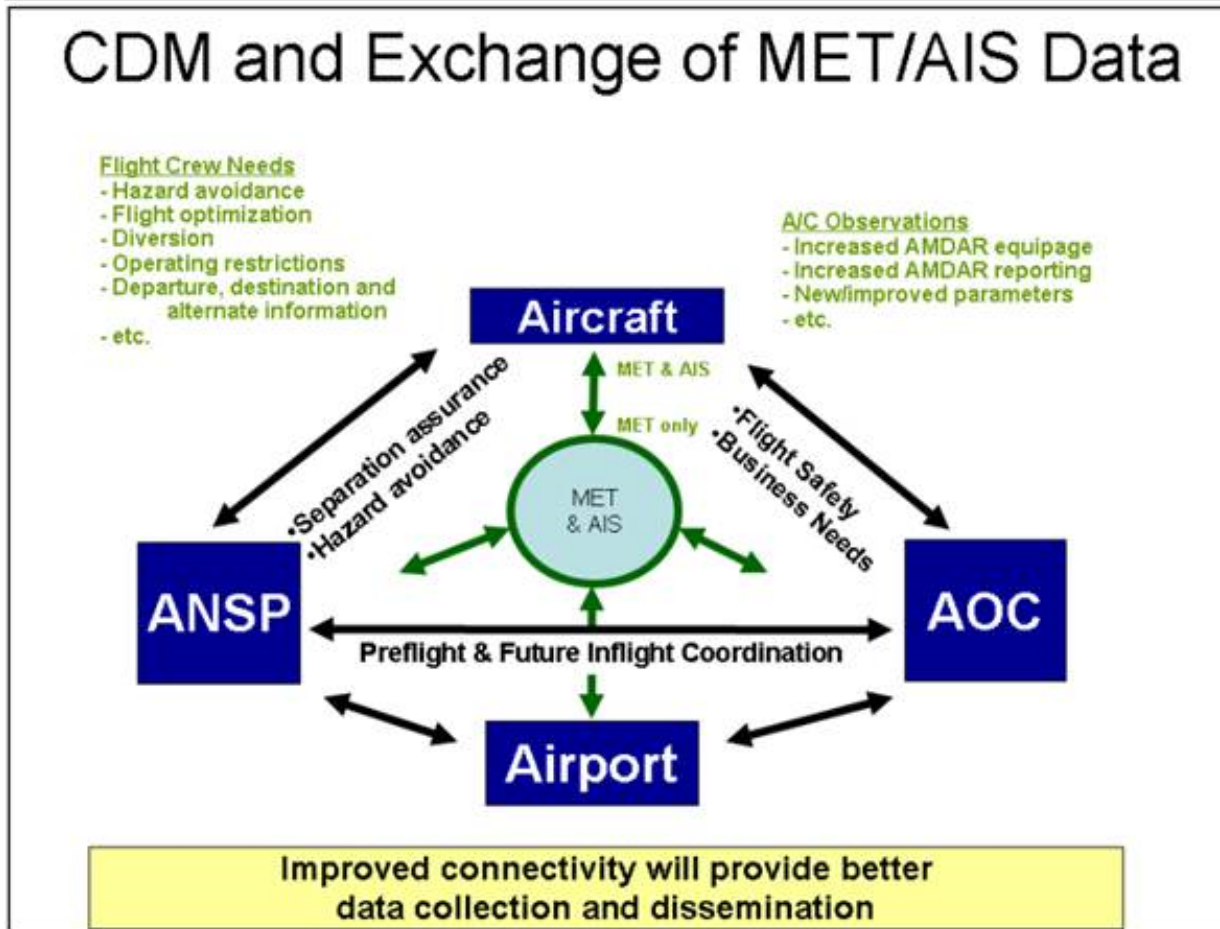 CDM and Exchange of MET/AIS Data
Flight Crew Needs
- Hazard avoidance
- Flight optimization
- Diversion
- Operating restrictions
- Departure, destination and
alternate information
- etc.
A/C Observations
- Increased AMDAR equipage
- Increased AMDAR reporting
- New/improved parameters
- etc.
Aircraft
MET & AIS
MET only
•Separation assurance
•Hazard avoidance
•Flight Safety
•Business Needs
MET
& AIS
ANSP
AOC
Preflight & Future Inflight Coordination
Airport
Improved connectivity will provide better
data collection and dissemination